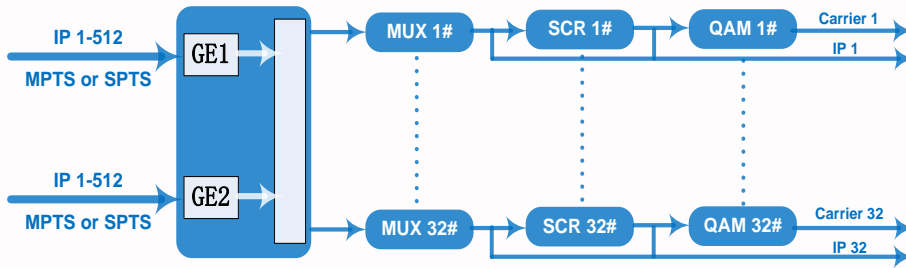 IP 1-512
MPTS or SPTS
GE1
MUX 1#
SCR 1#
QAM 1#
Carrier 1
IP 1
IP 1-512
MPTS or SPTS
GE2
MUX 32#
SCR 32#
QAM 32#
Carrier 32
IP 32